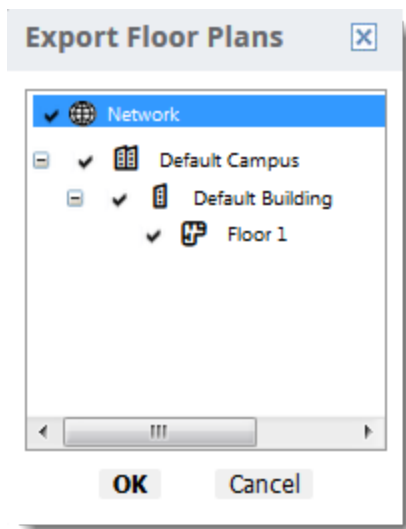 Export Floor Plans
Network
Default Campus
Default Building
Floor 1
OK Cancel